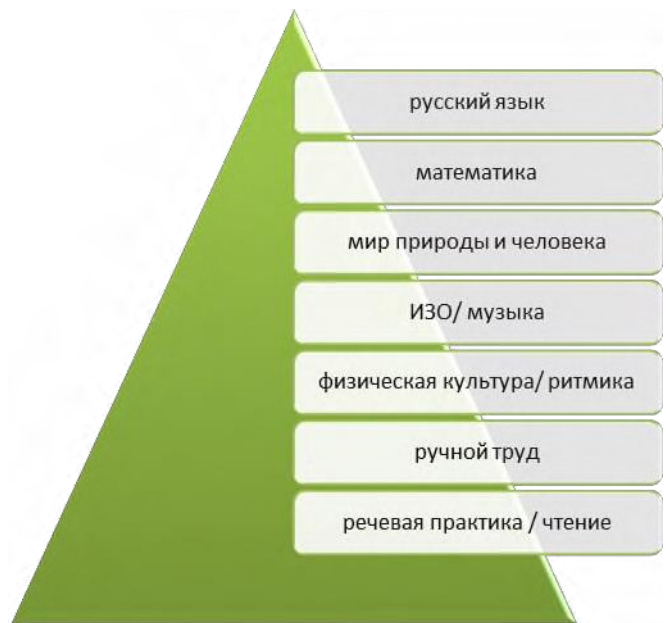 русский язык
математика
мир природы и человека
ИЗО/ музыка
физическая культура/ ритмика
ручной труд
речевая практика / чтение